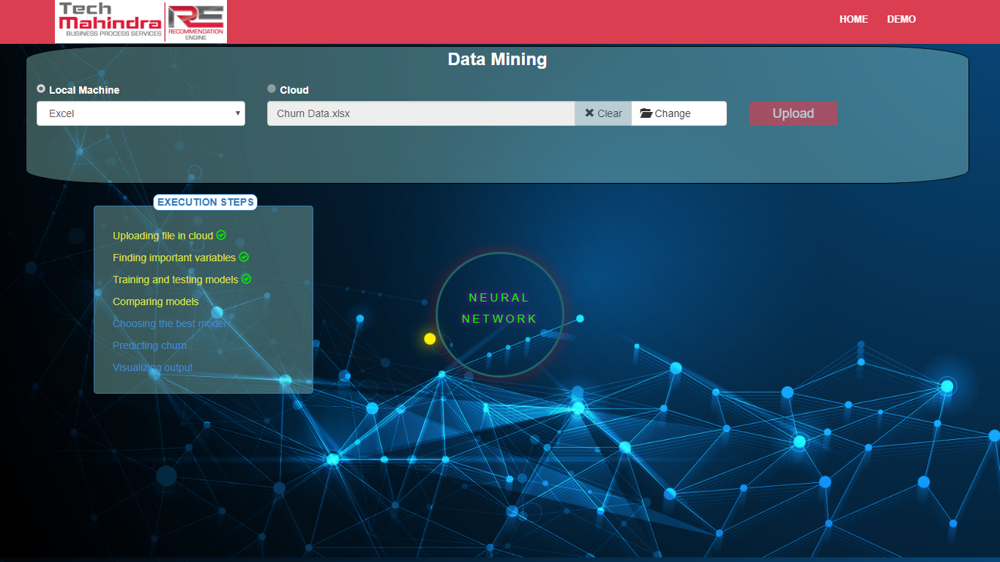 Tech
Mahindra
BUSINESS PROCESS SERVICES
RE
RECOMMENDATION
ENGINE
HOME DEMO
Data Mining
Local Machine Cloud
Excel Churn Data.xlsx Clear Change Upload
EXECUTION STEPS
Uploading file in cloud
Finding important variables
Training and testing models
Comparing models
Choosing the best model
Predicting churn
Visualizing output
NEURAL
NETWORK